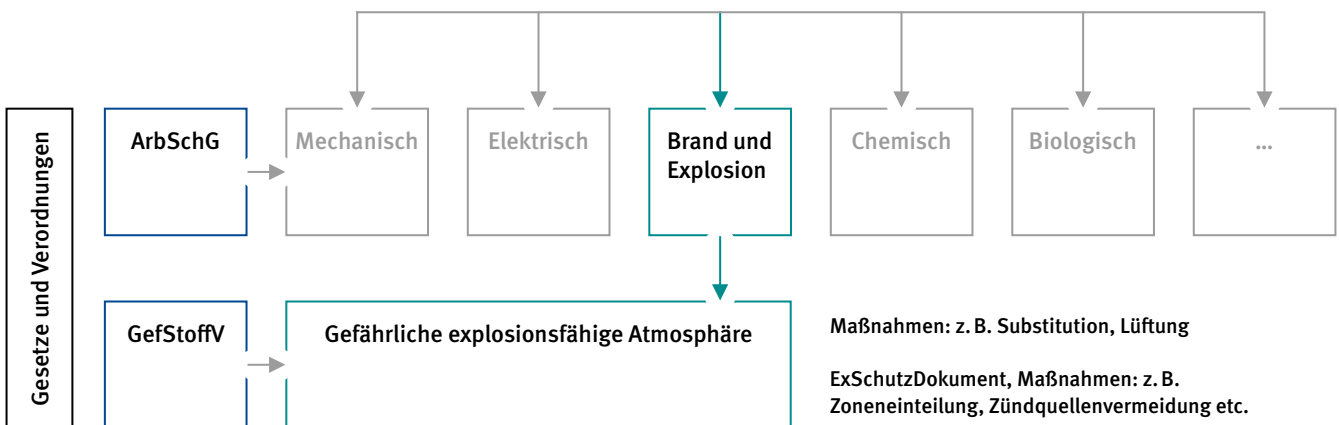 Gesetze und Verordnungen
ArbSchG
Mechanisch
Elektrisch
Brand und
Explosion
Chemisch
Biologisch
...
GefStoffV
Gefährliche explosionsfähige Atmosphäre
Maßnahmen: z. B. Substitution, Lüftung
ExSchutzDokument, Maßnahmen: z. B.
Zoneneinteilung, Zündquellenvermeidung etc.